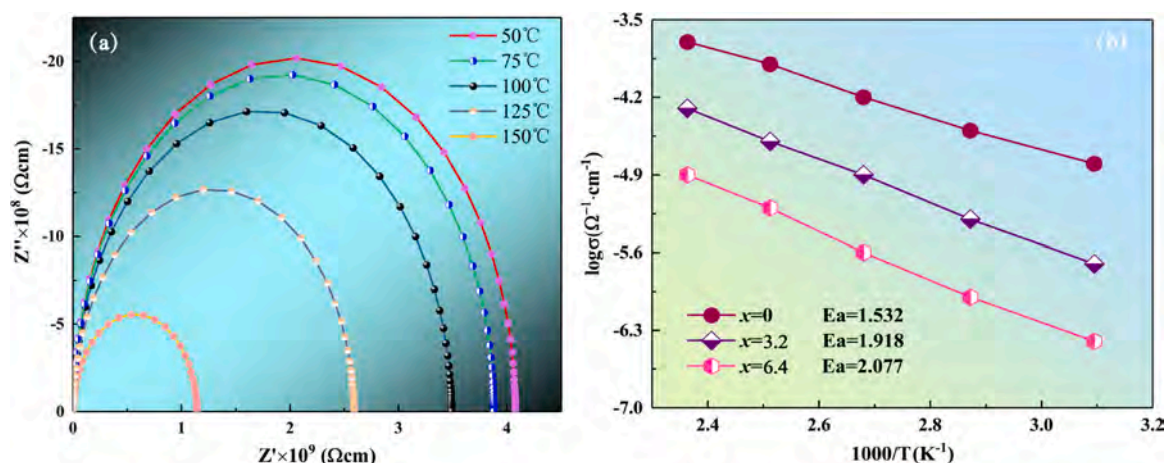 (a)
50℃
75℃
100℃
125℃
150℃
-20
-15
-10
-5
0
0
1
2
3
4
Z''×10⁸ (Ωcm)
Z'×10⁹ (Ωcm)
(b)
-3.5
-4.2
-4.9
-5.6
-6.3
-7.0
2.4
2.6
2.8
3.0
3.2
logσ(Ω⁻¹·cm⁻¹)
1000/T(K⁻¹)
x=0 Ea=1.532
x=3.2 Ea=1.918
x=6.4 Ea=2.077